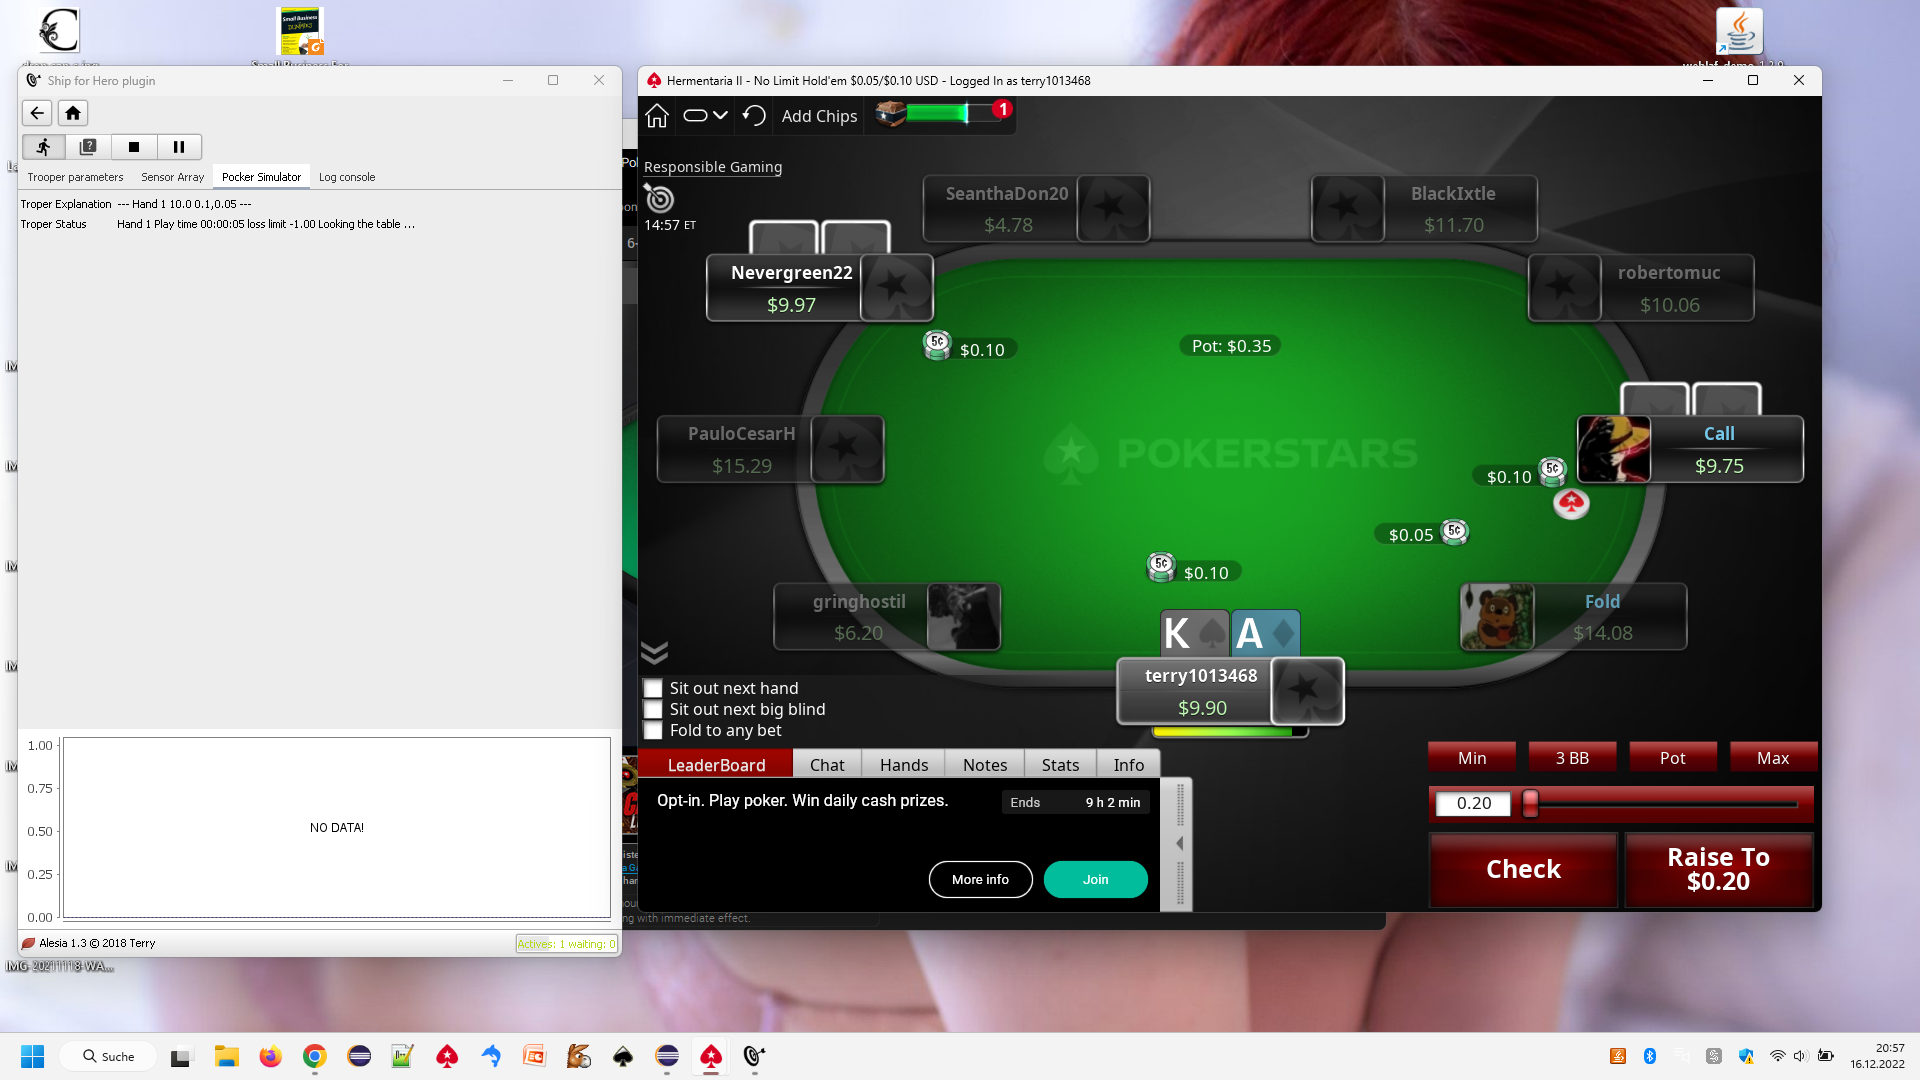 Small Business For
Ship for Hero plugin
Trooper parameters
Sensor Array
Pocker Simulator
Log console
Troper Explanation --- Hand 1 10.0 0.1,0.05 ---
Troper Status Hand 1 Play time 00:00:05 loss limit -1.00 Looking the table ...
1.00
0.75
0.50
0.25
0.00
NO DATA!
Alesia 1.3 © 2018 Terry
Actives: 1 waiting: 0
IMG-20211118-WA...
Hermentaria II - No Limit Hold'em $0.05/$0.10 USD - Logged In as terry1013468
Add Chips
1
Responsible Gaming
14:57 ET
SeanthaDon20
$4.78
BlackIxtle
$11.70
Nevergreen22
$9.97
robertomuc
$10.06
5¢ $0.10
Pot: $0.35
PauloCesarH
$15.29
POKERSTARS
Call
$9.75
$0.10 5¢
$0.05 5¢
5¢ $0.10
gringhostil
$6.20
Fold
$14.08
K A
terry1013468
$9.90
Sit out next hand
Sit out next big blind
Fold to any bet
LeaderBoard
Chat
Hands
Notes
Stats
Info
Opt-in. Play poker. Win daily cash prizes.
Ends 9 h 2 min
More info
Join
Min
3 BB
Pot
Max
0.20
Check
Raise To
$0.20
ng with immediate effect.
Suche
20:57
16.12.2022